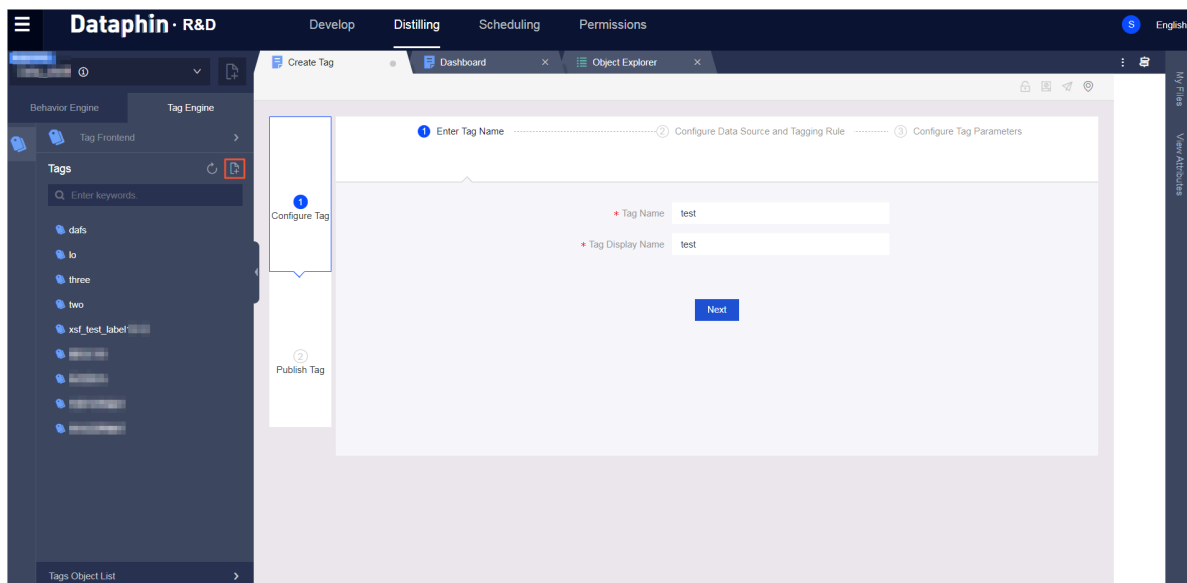 Dataphin · R&D
Develop
Distilling
Scheduling
Permissions
S
English
Create Tag
Dashboard
Object Explorer
My Files
View Attributes
Behavior Engine
Tag Engine
Tag Frontend
Tags
Enter keywords.
dafs
lo
three
two
xsf_test_label
Tags Object List
1
Configure Tag
2
Publish Tag
1 Enter Tag Name
2 Configure Data Source and Tagging Rule
3 Configure Tag Parameters
* Tag Name test
* Tag Display Name test
Next